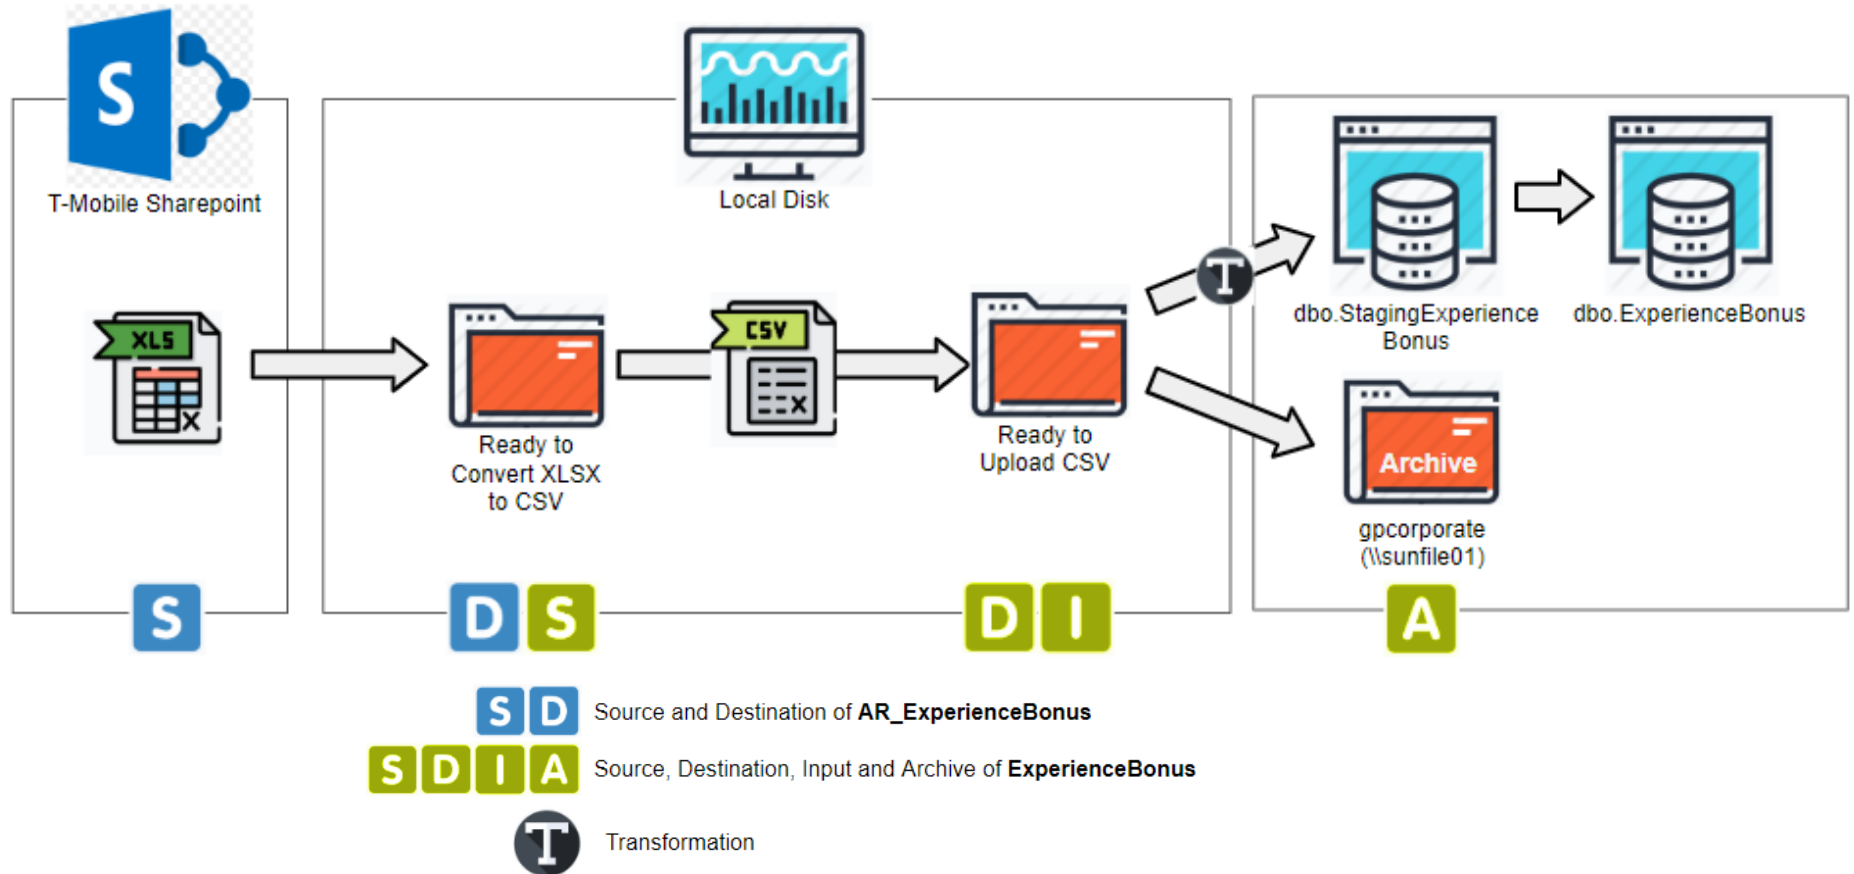 S
T-Mobile Sharepoint
Local Disk
XLS
X
Ready to
Convert XLSX
to CSV
CSV
X
Ready to
Upload CSV
T
dbo.StagingExperience
Bonus
dbo.ExperienceBonus
Archive
gpcorporate
(\\sunfile01)
S
D S
D I
A
S D Source and Destination of AR_ExperienceBonus
S D I A Source, Destination, Input and Archive of ExperienceBonus
T Transformation